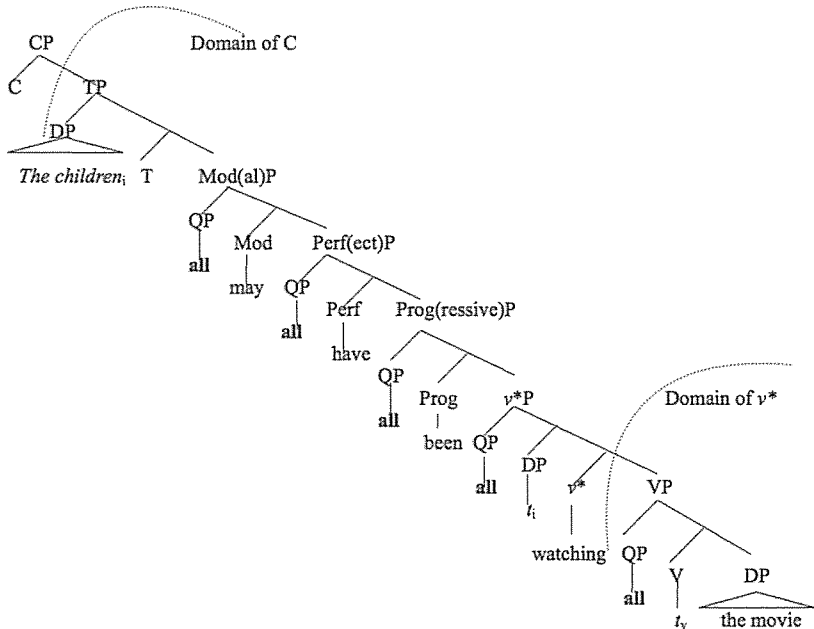 CP
Domain of C
C
TP
DP
The childrenᵢ T
Mod(al)P
QP
Mod
Perf(ect)P
all
may
QP
Perf
Prog(ressive)P
all
have
QP
Prog
v*P
Domain of v*
all
been
QP
DP
v*
VP
all
tᵢ
watching
QP
V
DP
all
tᵥ
the movie